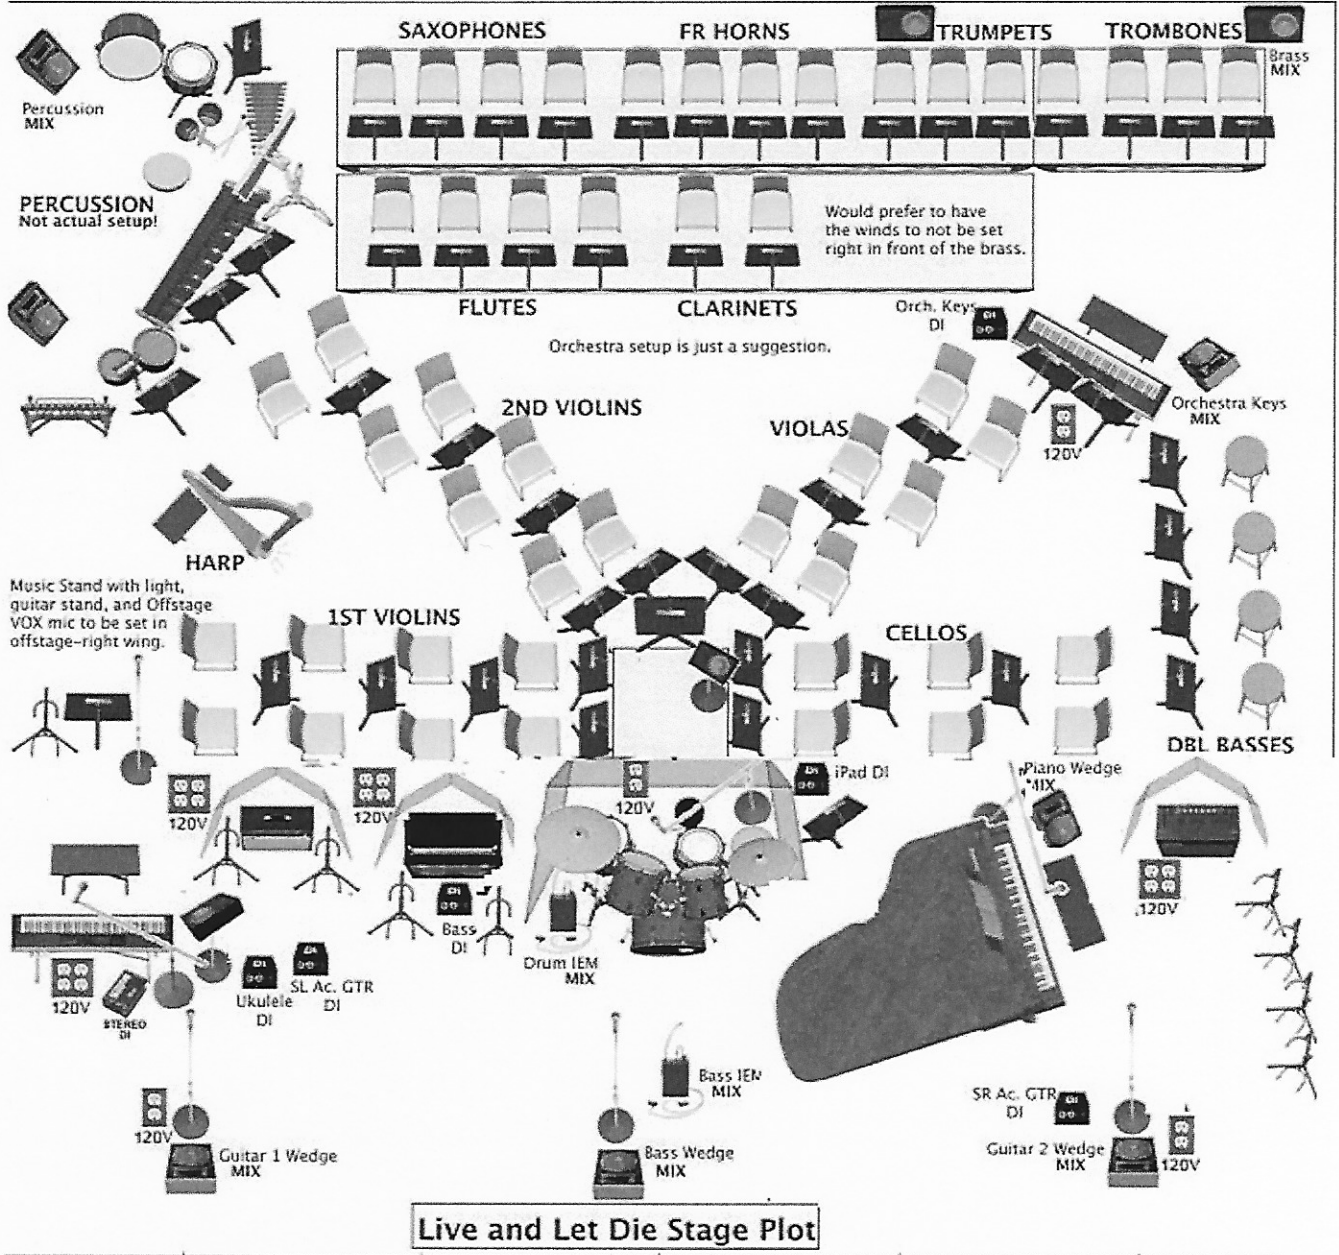 SAXOPHONES
FR HORNS
TRUMPETS
TROMBONES
Brass
MIX
Percussion
MIX
PERCUSSION
Not actual setup!
Would prefer to have
the winds to not be set
right in front of the brass.
FLUTES
CLARINETS
Orch. Keys
DI
Orchestra setup is just a suggestion.
2ND VIOLINS
VIOLAS
Orchestra Keys
MIX
120V
HARP
Music Stand with light,
guitar stand, and Offstage
VOX mic to be set in
offstage-right wing.
1ST VIOLINS
CELLOS
DBL BASSES
120V
120V
120V
DI
iPad DI
Piano Wedge
MIX
120V
DI
Bass
DI
Drum IEM
MIX
120V
STEREO
DI
DI
Ukulele
DI
DI
SL Ac. GTR
DI
Bass IEM
MIX
SR Ac. GTR
DI
120V
Guitar 1 Wedge
MIX
Bass Wedge
MIX
Guitar 2 Wedge
MIX
120V
Live and Let Die Stage Plot